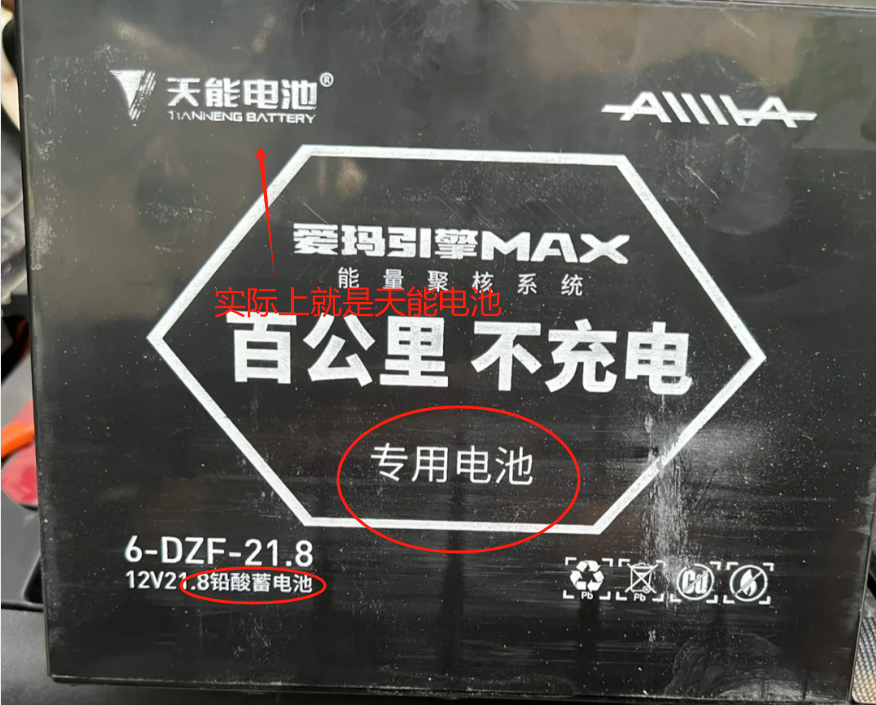 天能电池®
TIANNENG BATTERY
AIMA
爱玛引擎MAX
能量聚核系统
实际上就是天能电池
百公里 不充电
专用电池
6-DZF-21.8
12V21.8铅酸蓄电池
Pb
Pb
Cd